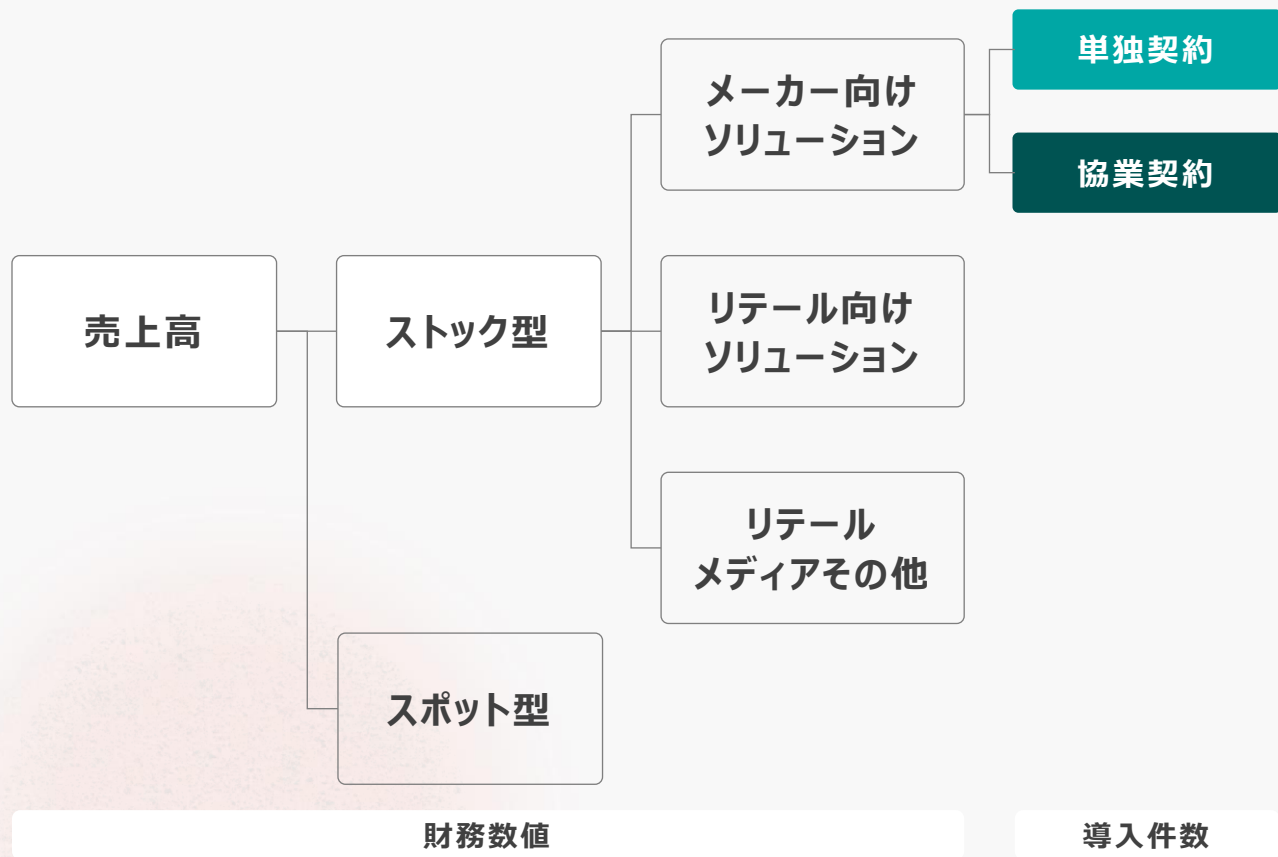 単独契約
メーカー向け
ソリューション
協業契約
売上高
ストック型
リテール向け
ソリューション
リテール
メディアその他
スポット型
財務数値
導入件数